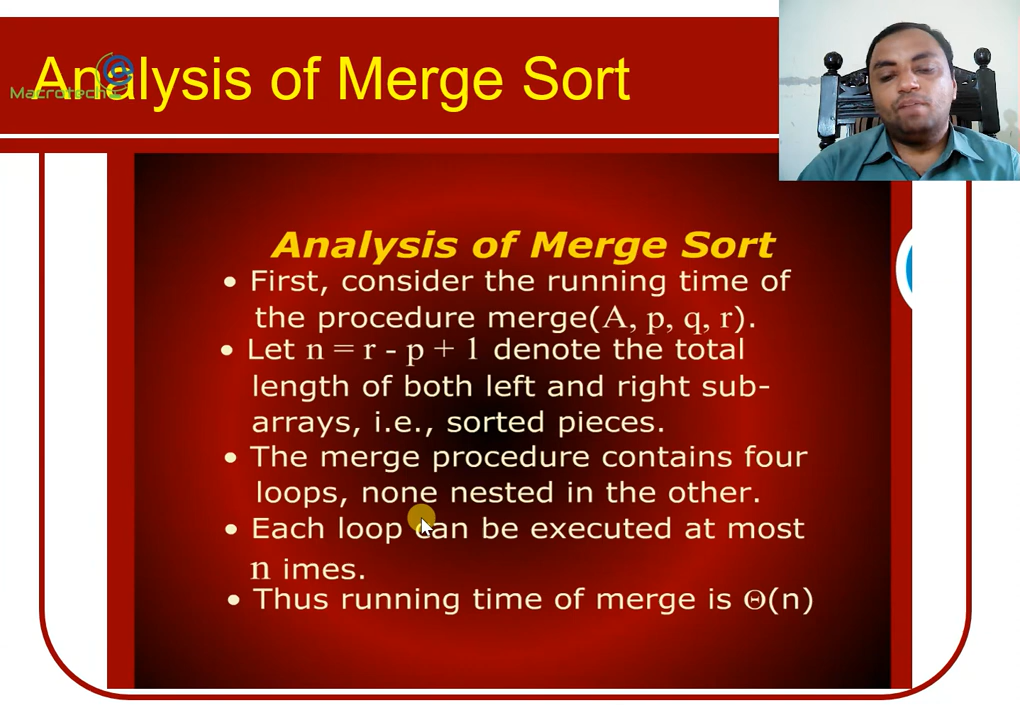 Analysis of Merge Sort
Macrotechs
Analysis of Merge Sort
• First, consider the running time of
the procedure merge(A, p, q, r).
• Let n = r - p + 1 denote the total
length of both left and right sub-
arrays, i.e., sorted pieces.
• The merge procedure contains four
loops, none nested in the other.
• Each loop can be executed at most
n imes.
• Thus running time of merge is Θ(n)